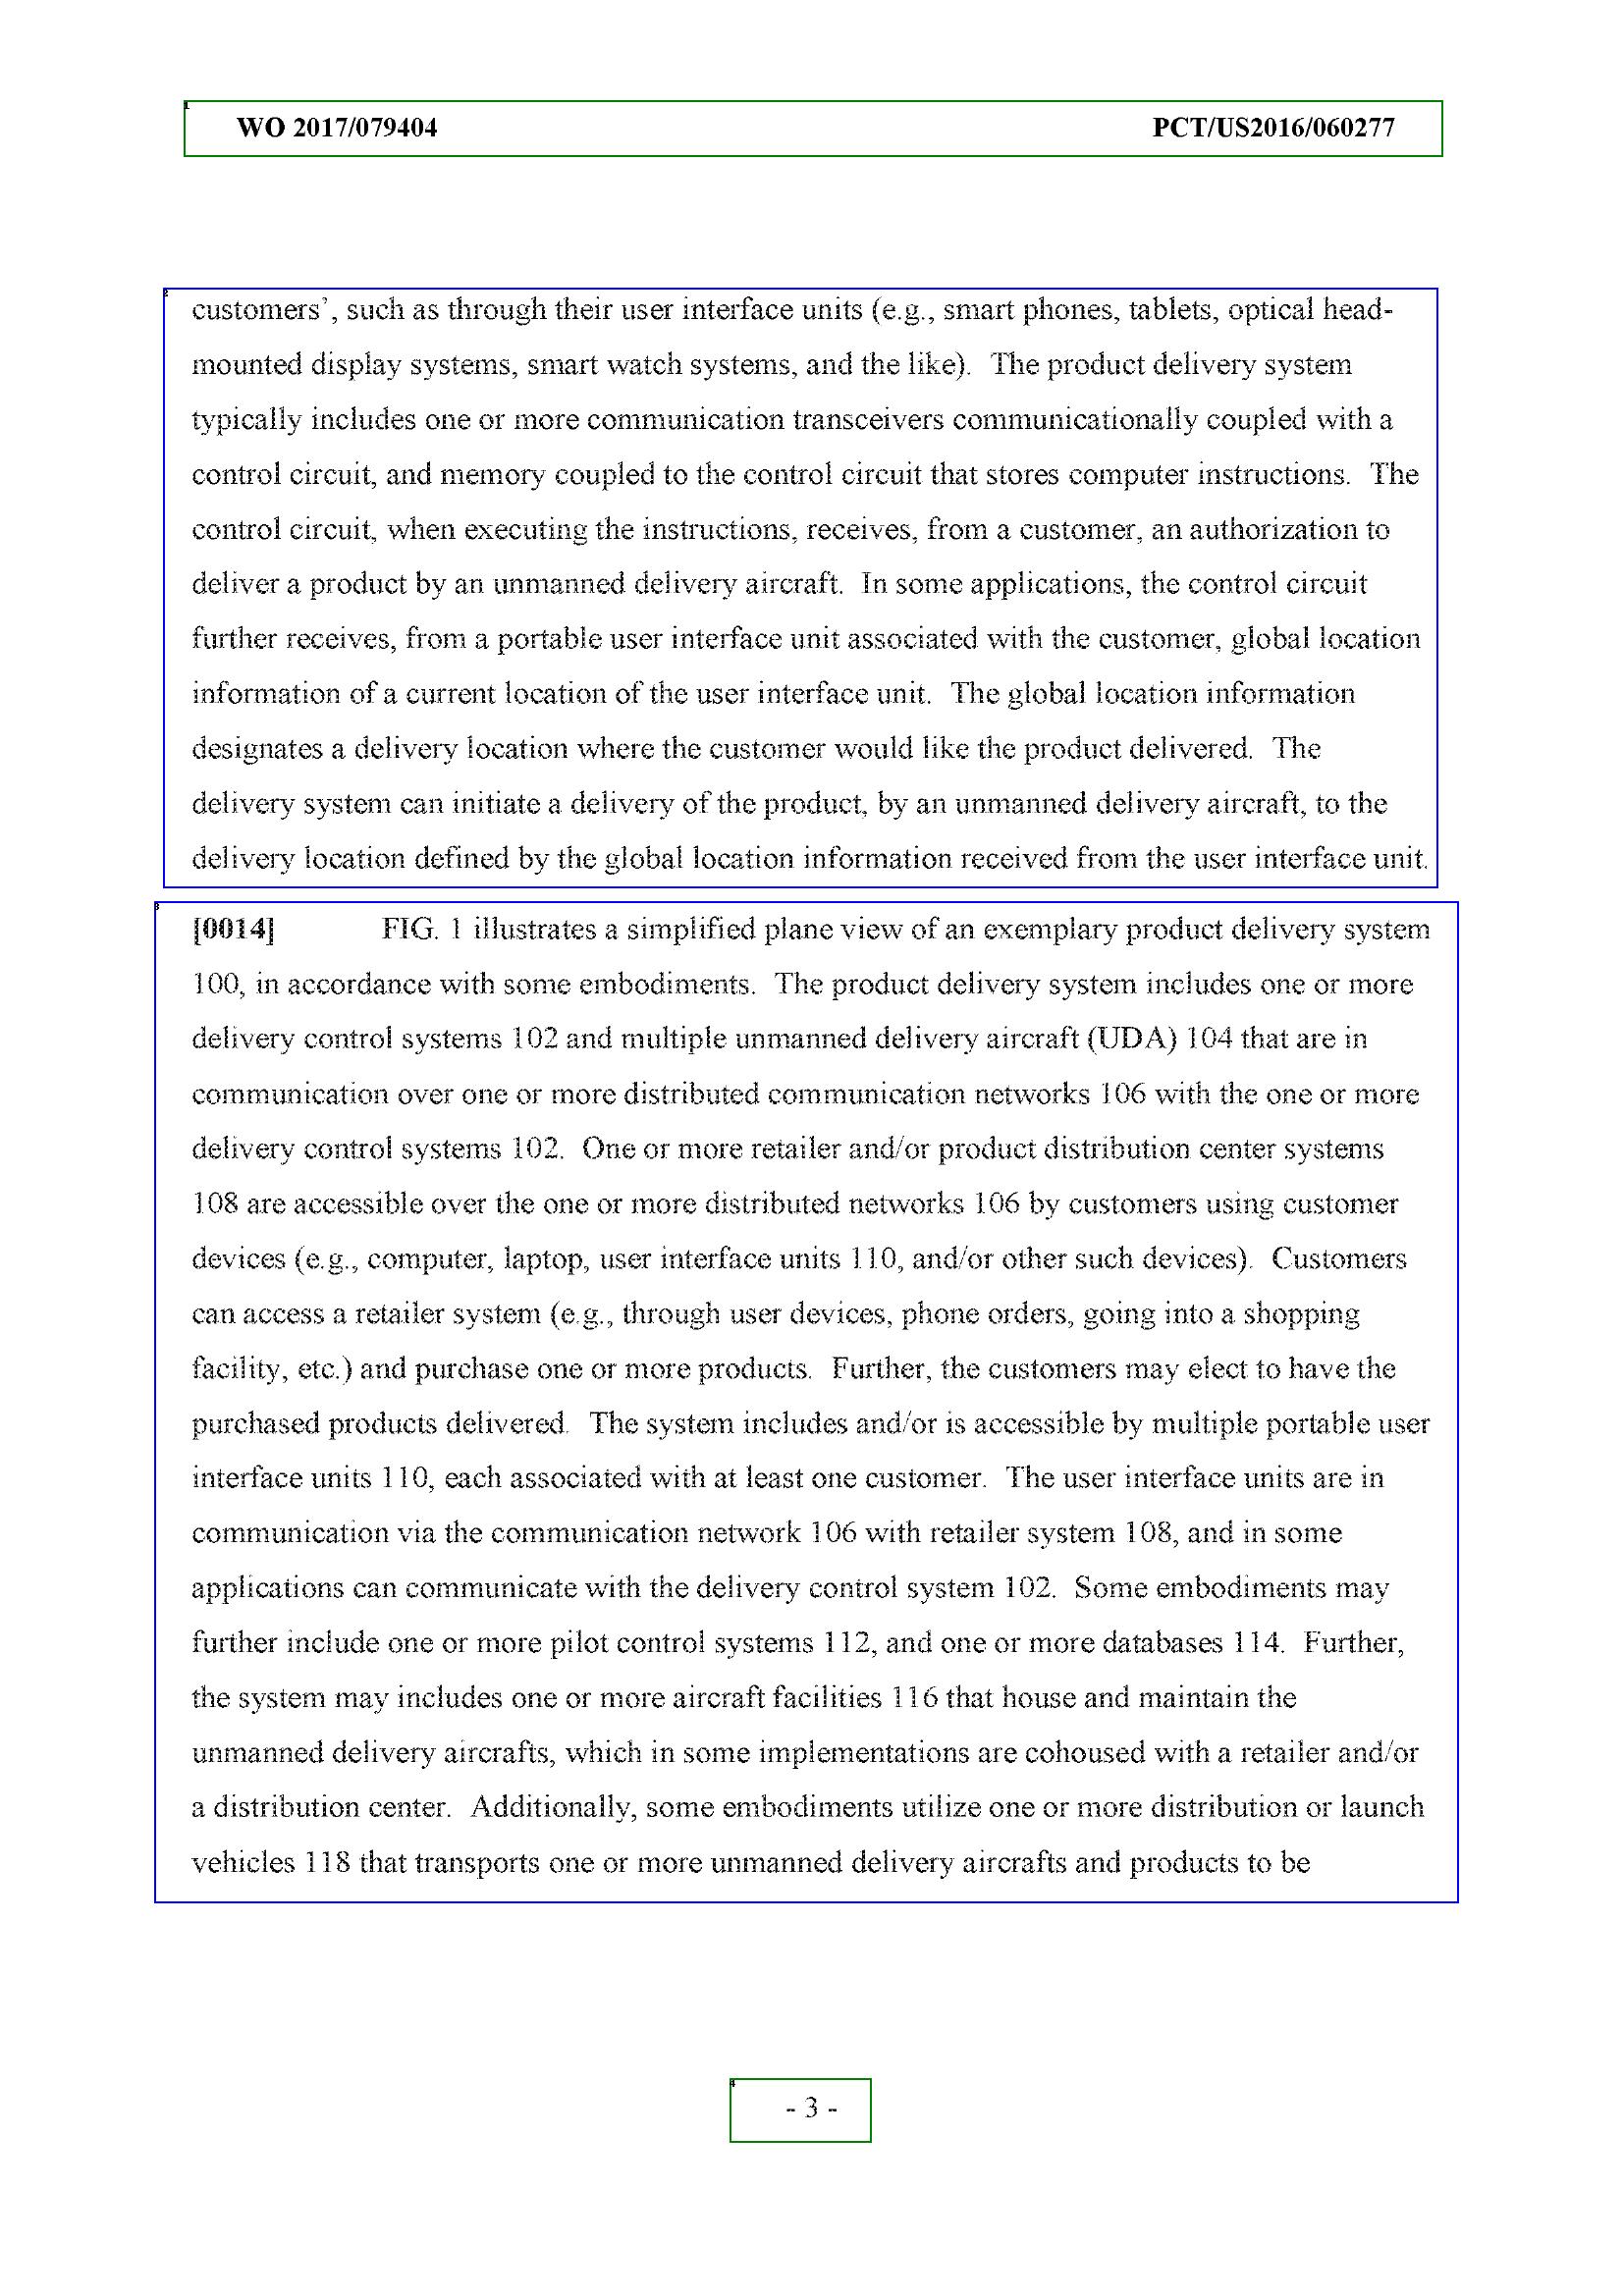 WO 2017/079404 PCT/US2016/060277
customers', such as through their user interface units (e.g., smart phones, tablets, optical head-
mounted display systems, smart watch systems, and the like).  The product delivery system
typically includes one or more communication transceivers communicationally coupled with a
control circuit, and memory coupled to the control circuit that stores computer instructions.  The
control circuit, when executing the instructions, receives, from a customer, an authorization to
deliver a product by an unmanned delivery aircraft.  In some applications, the control circuit
further receives, from a portable user interface unit associated with the customer, global location
information of a current location of the user interface unit.  The global location information
designates a delivery location where the customer would like the product delivered.  The
delivery system can initiate a delivery of the product, by an unmanned delivery aircraft, to the
delivery location defined by the global location information received from the user interface unit.
[0014] FIG. 1 illustrates a simplified plane view of an exemplary product delivery system
100, in accordance with some embodiments.  The product delivery system includes one or more
delivery control systems 102 and multiple unmanned delivery aircraft (UDA) 104 that are in
communication over one or more distributed communication networks 106 with the one or more
delivery control systems 102.  One or more retailer and/or product distribution center systems
108 are accessible over the one or more distributed networks 106 by customers using customer
devices (e.g., computer, laptop, user interface units 110, and/or other such devices).  Customers
can access a retailer system (e.g., through user devices, phone orders, going into a shopping
facility, etc.) and purchase one or more products.  Further, the customers may elect to have the
purchased products delivered.  The system includes and/or is accessible by multiple portable user
interface units 110, each associated with at least one customer.  The user interface units are in
communication via the communication network 106 with retailer system 108, and in some
applications can communicate with the delivery control system 102.  Some embodiments may
further include one or more pilot control systems 112, and one or more databases 114.  Further,
the system may includes one or more aircraft facilities 116 that house and maintain the
unmanned delivery aircrafts, which in some implementations are cohoused with a retailer and/or
a distribution center.  Additionally, some embodiments utilize one or more distribution or launch
vehicles 118 that transports one or more unmanned delivery aircrafts and products to be
- 3 -